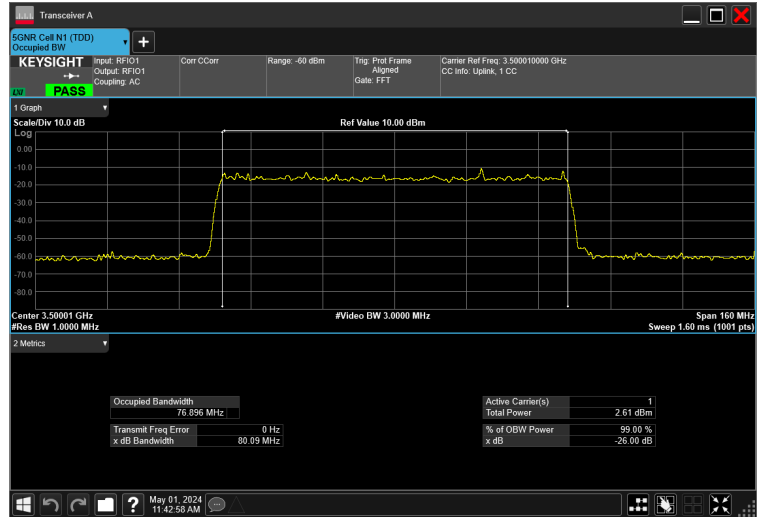 Transceiver A
5GNR Cell N1 (TDD)
Occupied BW
KEYSIGHT
LXI
PASS
Input: RFIO1
Output: RFIO1
Coupling: AC
Corr CCorr
Range: -60 dBm
Trig: Prot Frame
Aligned
Gate: FFT
Carrier Ref Freq: 3.500010000 GHz
CC Info: Uplink, 1 CC
1 Graph
Scale/Div 10.0 dB
Ref Value 10.00 dBm
Log
0.00
-10.0
-20.0
-30.0
-40.0
-50.0
-60.0
-70.0
-80.0
Center 3.50001 GHz
#Video BW 3.0000 MHz
Span 160 MHz
#Res BW 1.0000 MHz
Sweep 1.60 ms (1001 pts)
2 Metrics
Occupied Bandwidth
76.896 MHz
Transmit Freq Error 0 Hz
x dB Bandwidth 80.09 MHz
Active Carrier(s) 1
Total Power 2.61 dBm
% of OBW Power 99.00 %
x dB -26.00 dB
?
May 01, 2024
11:42:58 AM